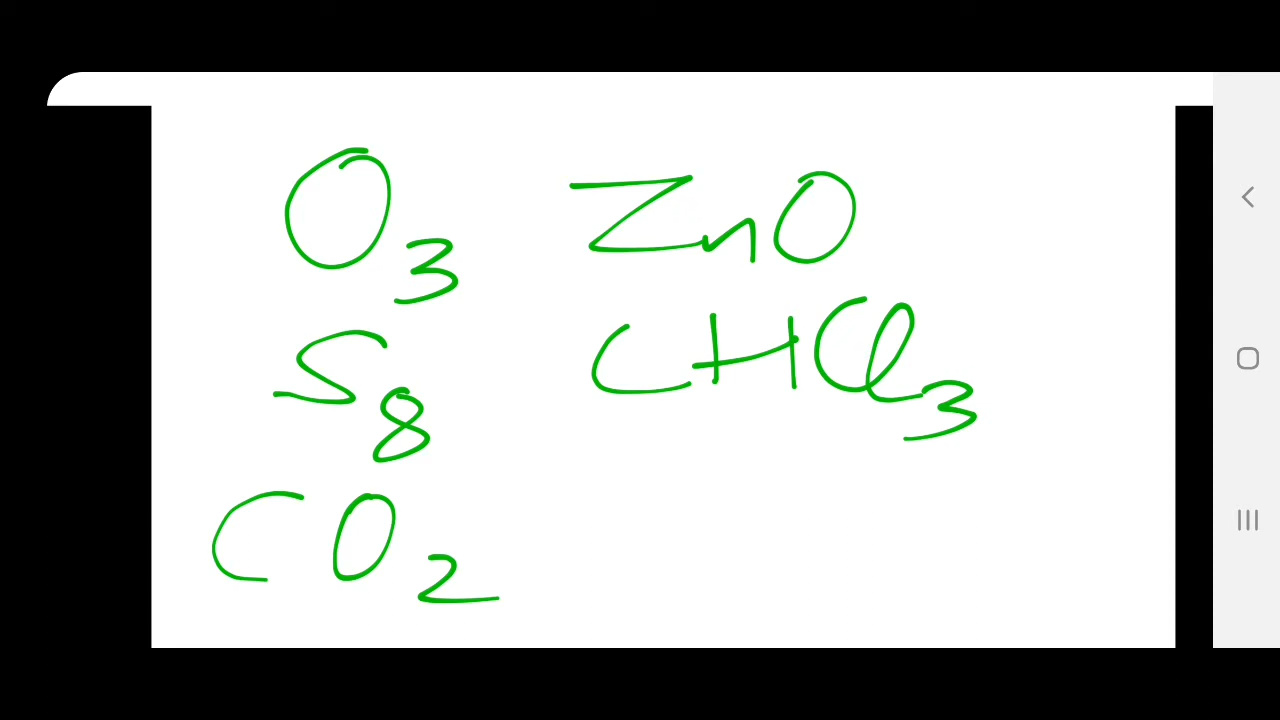 O₃ ZnO
S₈ CHCl₃
CO₂